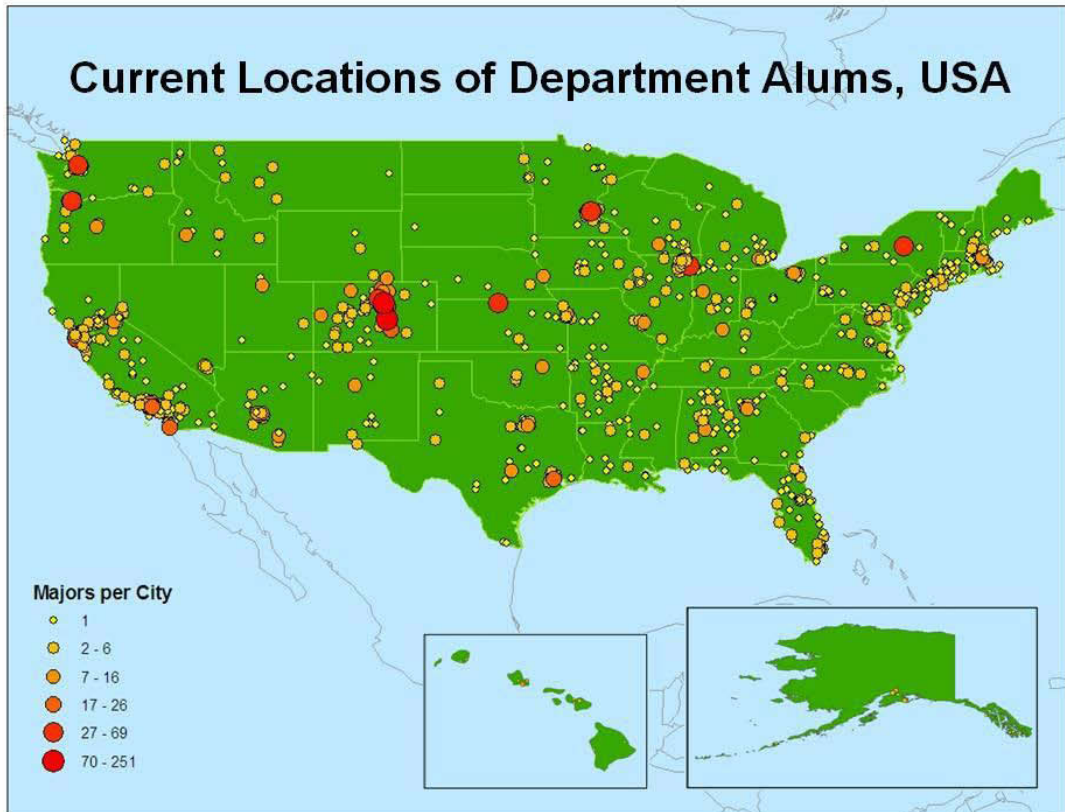 Current Locations of Department Alums, USA
Majors per City
1
2 - 6
7 - 16
17 - 26
27 - 69
70 - 251